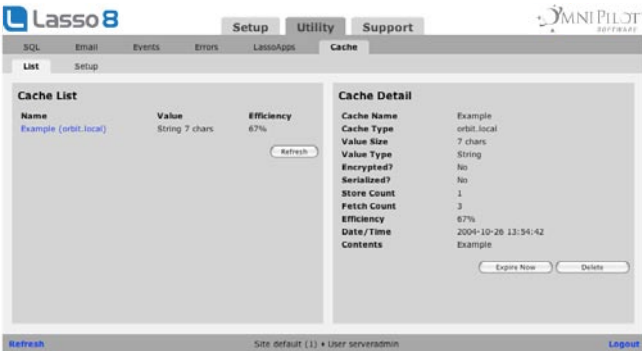 Lasso 8
Setup Utility Support
OMNIPILOT
SOFTWARE
SQL Email Events Errors LassoApps Cache
List Setup
Cache List
Name Value Efficiency
Example (orbit.local) String 7 chars 67%
Refresh
Cache Detail
Cache Name Example
Cache Type orbit.local
Value Size 7 chars
Value Type String
Encrypted? No
Serialized? No
Store Count 1
Fetch Count 3
Efficiency 67%
Date/Time 2004-10-26 13:54:42
Contents Example
Expire Now Delete
Refresh Site default (1) • User serveradmin Logout